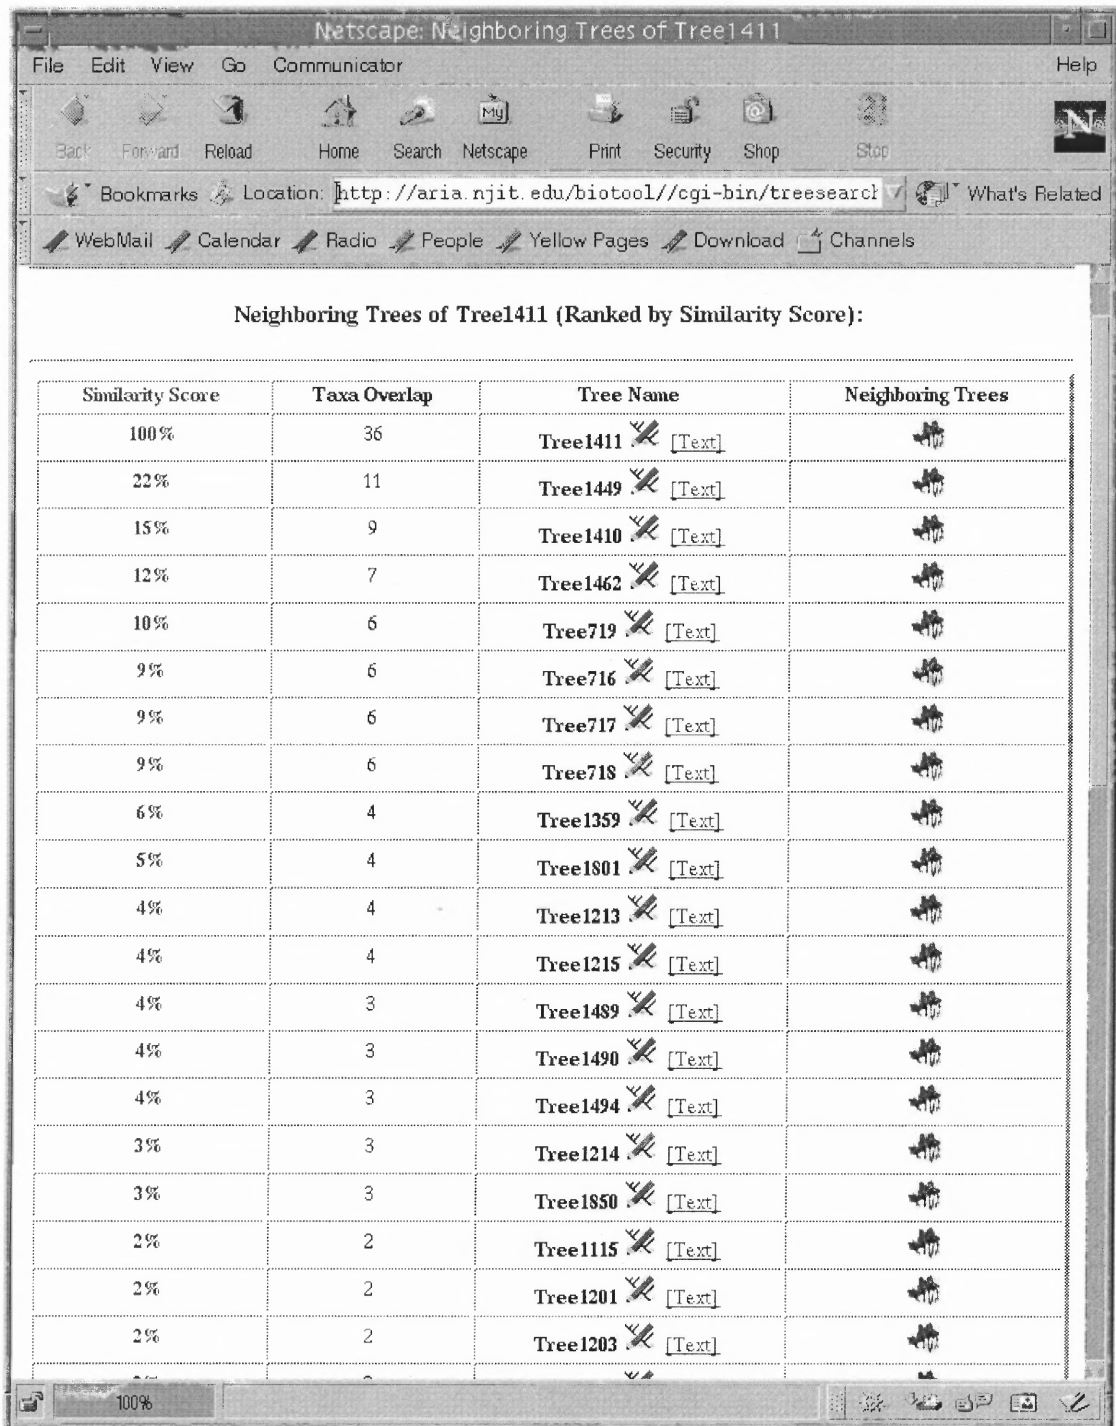 Netscape: Neighboring Trees of Tree1411
File Edit View Go Communicator Help
Back Forward Reload Home Search Netscape Print Security Shop Stop
My
N
Bookmarks Location: http://aria.njit.edu/biotool//cgi-bin/treesearch What's Related
WebMail Calendar Radio People Yellow Pages Download Channels
Neighboring Trees of Tree1411 (Ranked by Similarity Score):
Similarity Score Taxa Overlap Tree Name Neighboring Trees
100% 36 Tree1411 [Text]
22% 11 Tree1449 [Text]
15% 9 Tree1410 [Text]
12% 7 Tree1462 [Text]
10% 6 Tree719 [Text]
9% 6 Tree716 [Text]
9% 6 Tree717 [Text]
9% 6 Tree718 [Text]
6% 4 Tree1359 [Text]
5% 4 Tree1801 [Text]
4% 4 Tree1213 [Text]
4% 4 Tree1215 [Text]
4% 3 Tree1489 [Text]
4% 3 Tree1490 [Text]
4% 3 Tree1494 [Text]
3% 3 Tree1214 [Text]
3% 3 Tree1850 [Text]
2% 2 Tree1115 [Text]
2% 2 Tree1201 [Text]
2% 2 Tree1203 [Text]
100%